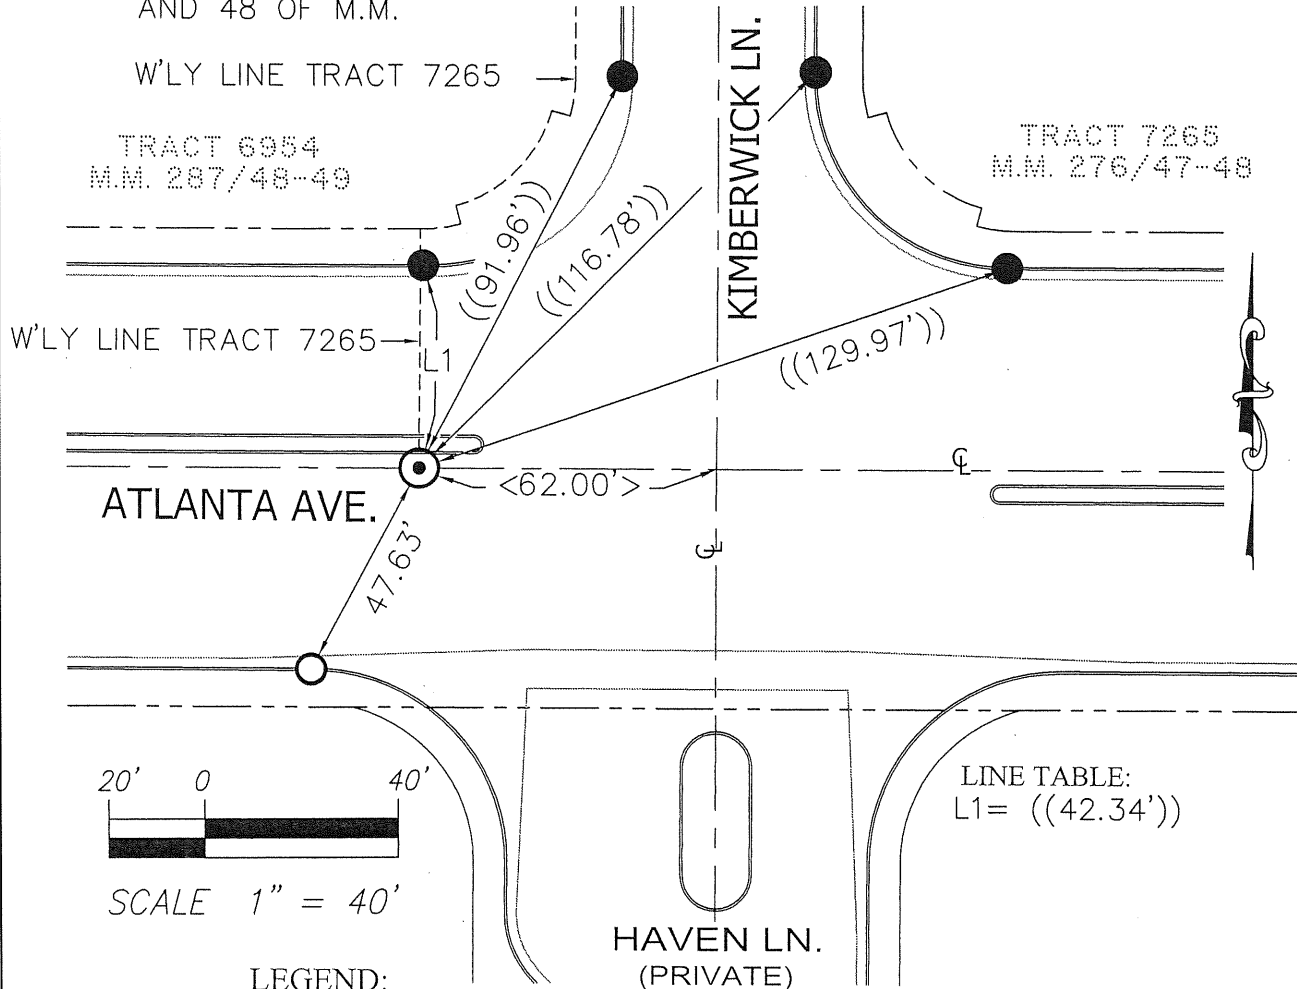 AND 48 OF M.M.
W'LY LINE TRACT 7265
TRACT 6954
M.M. 287/48-49
TRACT 7265
M.M. 276/47-48
KIMBERWICK LN.
((91.96'))
((116.78'))
((129.97'))
W'LY LINE TRACT 7265
L1
<62.00'>
℄
ATLANTA AVE.
℄
47.63'
20' 0 40'
SCALE 1" = 40'
LINE TABLE:
L1= ((42.34'))
HAVEN LN.
(PRIVATE)
LEGEND: